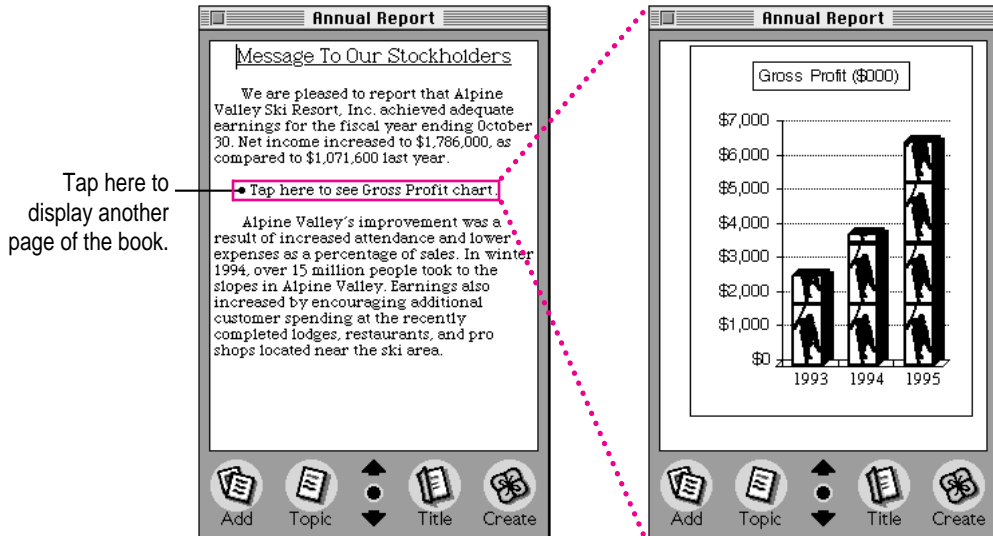 Annual Report
Message To Our Stockholders
We are pleased to report that Alpine
Valley Ski Resort, Inc. achieved adequate
earnings for the fiscal year ending October
30. Net income increased to $1,786,000, as
compared to $1,071,600 last year.
Tap here to see Gross Profit chart.
Alpine Valley's improvement was a
result of increased attendance and lower
expenses as a percentage of sales. In winter
1994, over 15 million people took to the
slopes in Alpine Valley. Earnings also
increased by encouraging additional
customer spending at the recently
completed lodges, restaurants, and pro
shops located near the ski area.
Add Topic Title Create
Tap here to
display another
page of the book.
Annual Report
Gross Profit ($000)
$7,000
$6,000
$5,000
$4,000
$3,000
$2,000
$1,000
$0
1993 1994 1995
Add Topic Title Create